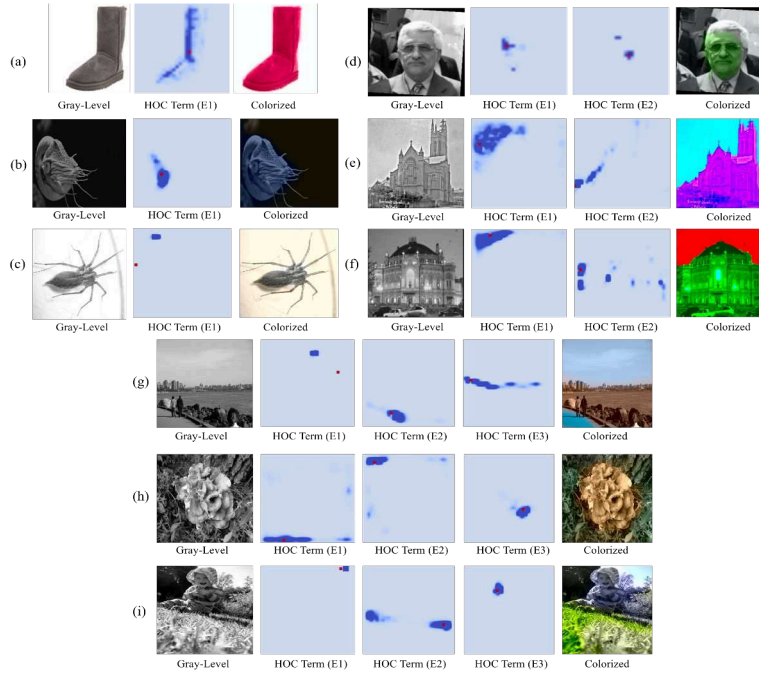 (a)
Gray-Level HOC Term (E1) Colorized
(b)
Gray-Level HOC Term (E1) Colorized
(c)
Gray-Level HOC Term (E1) Colorized
(d)
Gray-Level HOC Term (E1) HOC Term (E2) Colorized
(e)
Gray-Level HOC Term (E1) HOC Term (E2) Colorized
(f)
Gray-Level HOC Term (E1) HOC Term (E2) Colorized
(g)
Gray-Level HOC Term (E1) HOC Term (E2) HOC Term (E3) Colorized
(h)
Gray-Level HOC Term (E1) HOC Term (E2) HOC Term (E3) Colorized
(i)
Gray-Level HOC Term (E1) HOC Term (E2) HOC Term (E3) Colorized